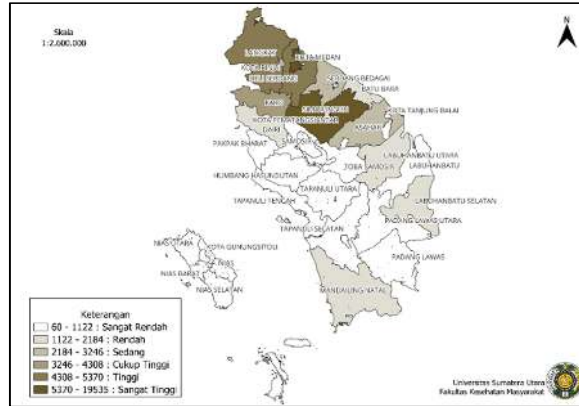 Skala
1:2.600.000
N
LANGKAT
KOTA BINJAI
KOTA MEDAN
DELI SERDANG
SERDANG BEDAGAI
BATU BARA
KARO
SIMALUNGUN
KOTA TANJUNG BALAI
KOTA PEMATANGSIANTAR
ASAHAN
DAIRI
SAMOSIR
PAKPAK BHARAT
LABUHANBATU UTARA
TOBA SAMOSIR
LABUHANBATU
HUMBANG HASUNDUTAN
TAPANULI UTARA
TAPANULI TENGAH
LABUHANBATU SELATAN
PADANG LAWAS UTARA
TAPANULI SELATAN
NIAS UTARA
KOTA GUNUNGSITOLI
PADANG LAWAS
NIAS
NIAS BARAT
NIAS SELATAN
MANDAILING NATAL
Keterangan
60 - 1122 : Sangat Rendah
1122 - 2184 : Rendah
2184 - 3246 : Sedang
3246 - 4308 : Cukup Tinggi
4308 - 5370 : Tinggi
5370 - 19535 : Sangat Tinggi
Universitas Sumatera Utara
Fakultas Kesehatan Masyarakat